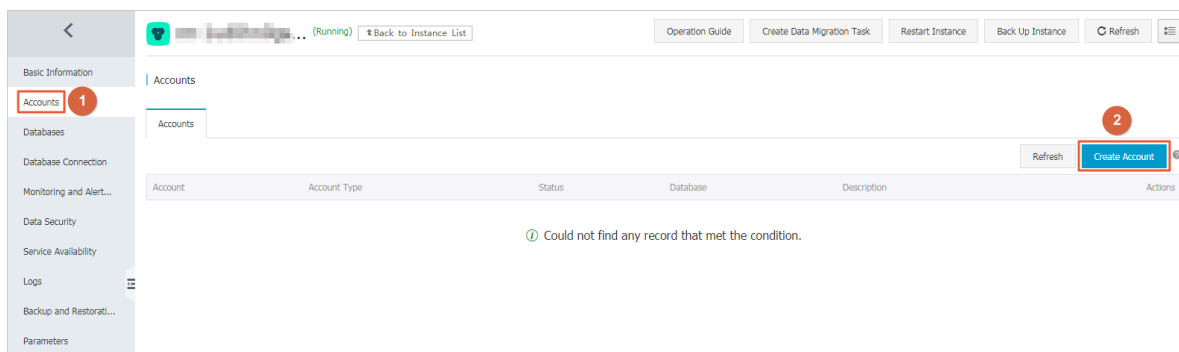 ... (Running) Back to Instance List Operation Guide Create Data Migration Task Restart Instance Back Up Instance Refresh
Basic Information
Accounts
Accounts 1
Databases
Accounts
2
Database Connection
Refresh Create Account
Monitoring and Alert...
Account Account Type Status Database Description Actions
Data Security
Could not find any record that met the condition.
Service Availability
Logs
Backup and Restorati...
Parameters